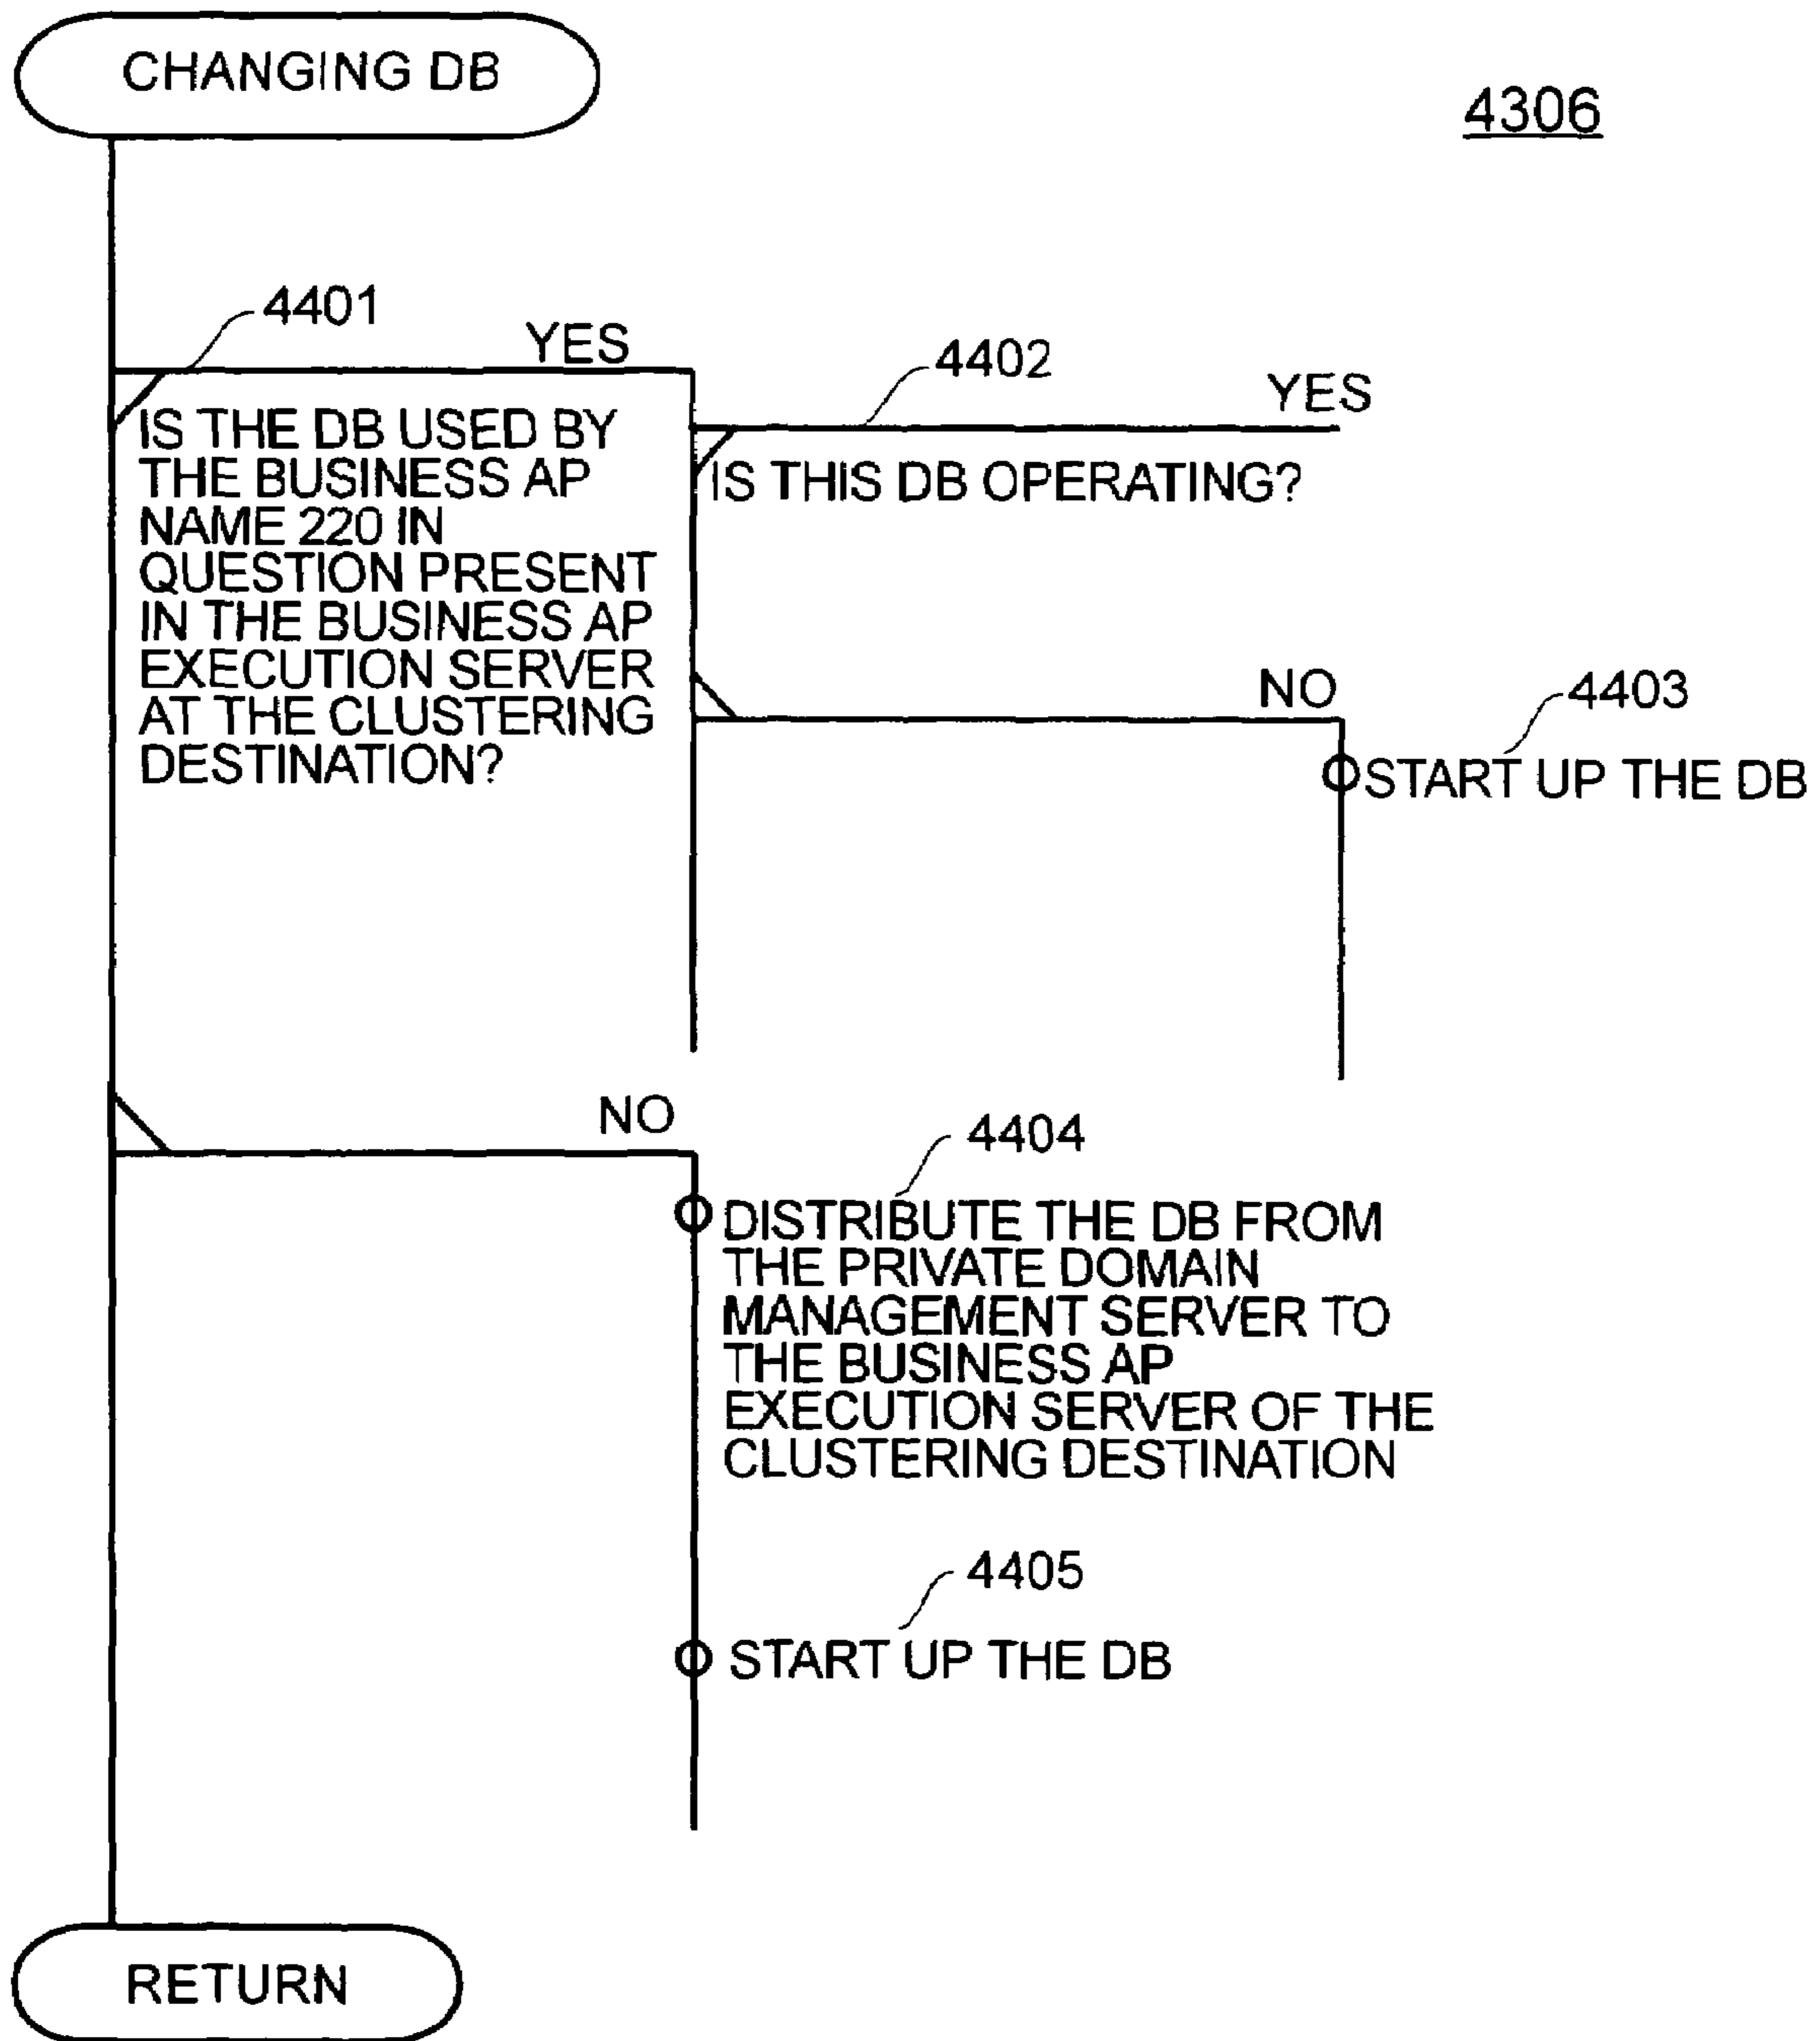 CHANGING DB
4306
4401
YES
IS THE DB USED BY
THE BUSINESS AP
NAME 220 IN
QUESTION PRESENT
IN THE BUSINESS AP
EXECUTION SERVER
AT THE CLUSTERING
DESTINATION?
4402
YES
IS THIS DB OPERATING?
NO
4403
START UP THE DB
NO
4404
DISTRIBUTE THE DB FROM
THE PRIVATE DOMAIN
MANAGEMENT SERVER TO
THE BUSINESS AP
EXECUTION SERVER OF THE
CLUSTERING DESTINATION
4405
START UP THE DB
RETURN